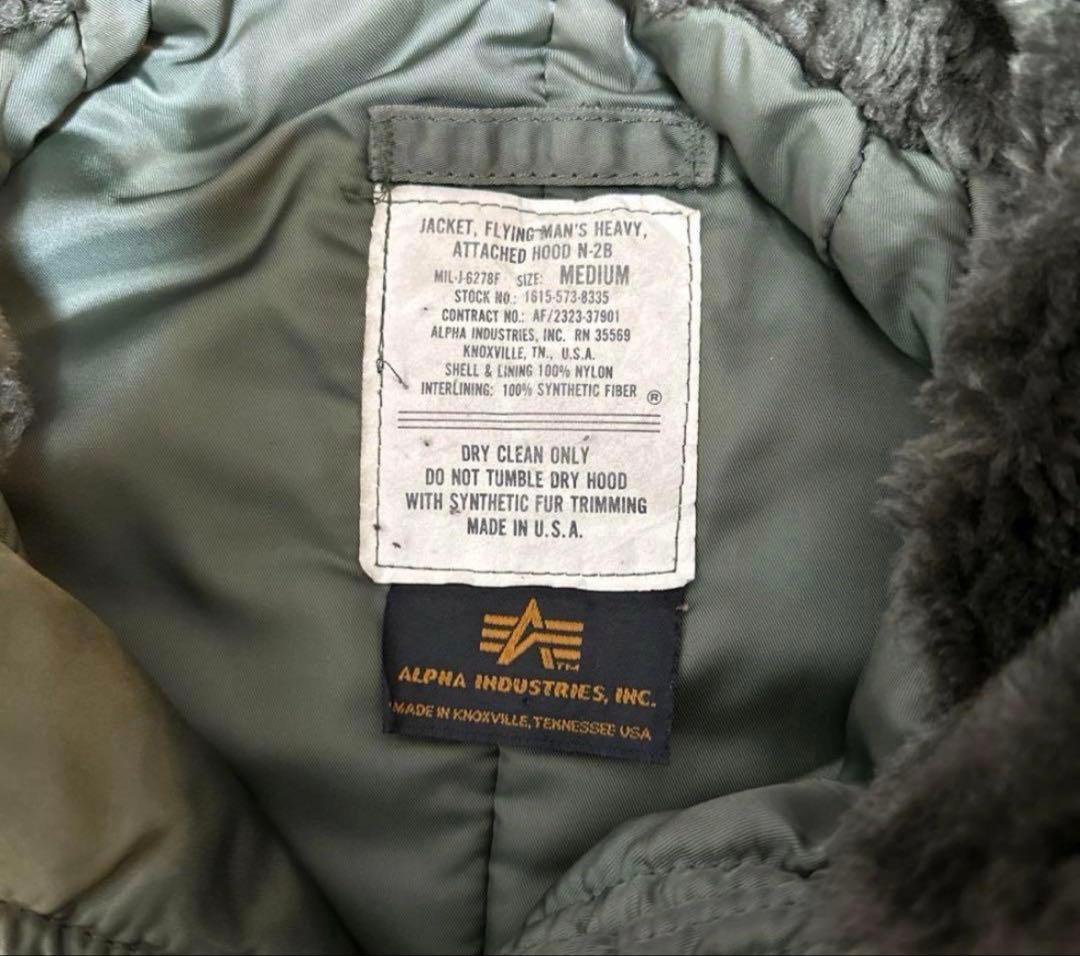 JACKET, FLYING MAN'S HEAVY,
ATTACHED HOOD N-2B
MIL-J-6278F SIZE: MEDIUM
STOCK NO.: 1615-573-8335
CONTRACT NO.: AF/2323-37901
ALPHA INDUSTRIES, INC. RN 35569
KNOXVILLE, TN., U.S.A.
SHELL & LINING 100% NYLON
INTERLINING: 100% SYNTHETIC FIBER ®
DRY CLEAN ONLY
DO NOT TUMBLE DRY HOOD
WITH SYNTHETIC FUR TRIMMING
MADE IN U.S.A.
TM
ALPHA INDUSTRIES, INC.
MADE IN KNOXVILLE, TENNESSEE USA